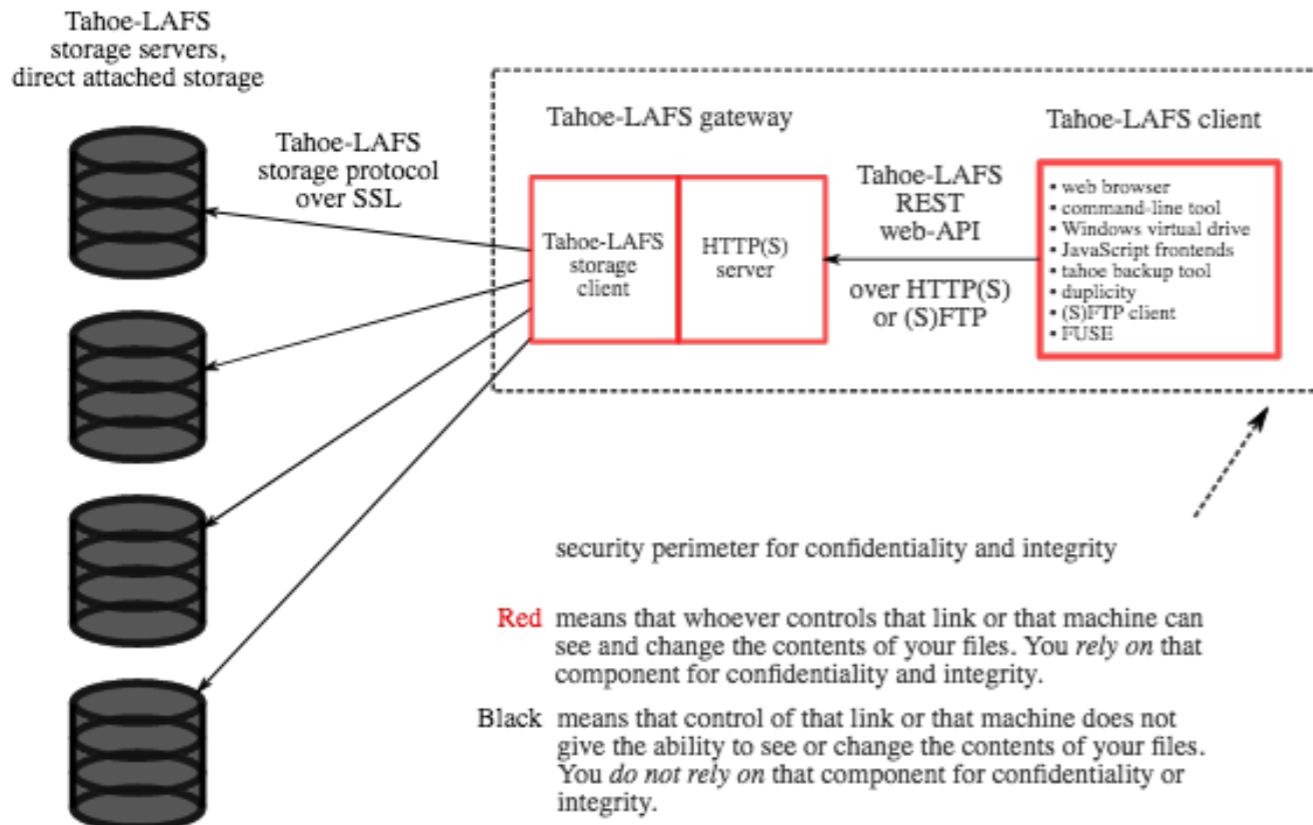 Tahoe-LAFS
storage servers,
direct attached storage
Tahoe-LAFS
storage protocol
over SSL
Tahoe-LAFS gateway
Tahoe-LAFS
storage
client
HTTP(S)
server
Tahoe-LAFS
REST
web-API
over HTTP(S)
or (S)FTP
Tahoe-LAFS client
▪ web browser
▪ command-line tool
▪ Windows virtual drive
▪ JavaScript frontends
▪ tahoe backup tool
▪ duplicity
▪ (S)FTP client
▪ FUSE
security perimeter for confidentiality and integrity
Red means that whoever controls that link or that machine can
see and change the contents of your files. You rely on that
component for confidentiality and integrity.
Black means that control of that link or that machine does not
give the ability to see or change the contents of your files.
You do not rely on that component for confidentiality or
integrity.